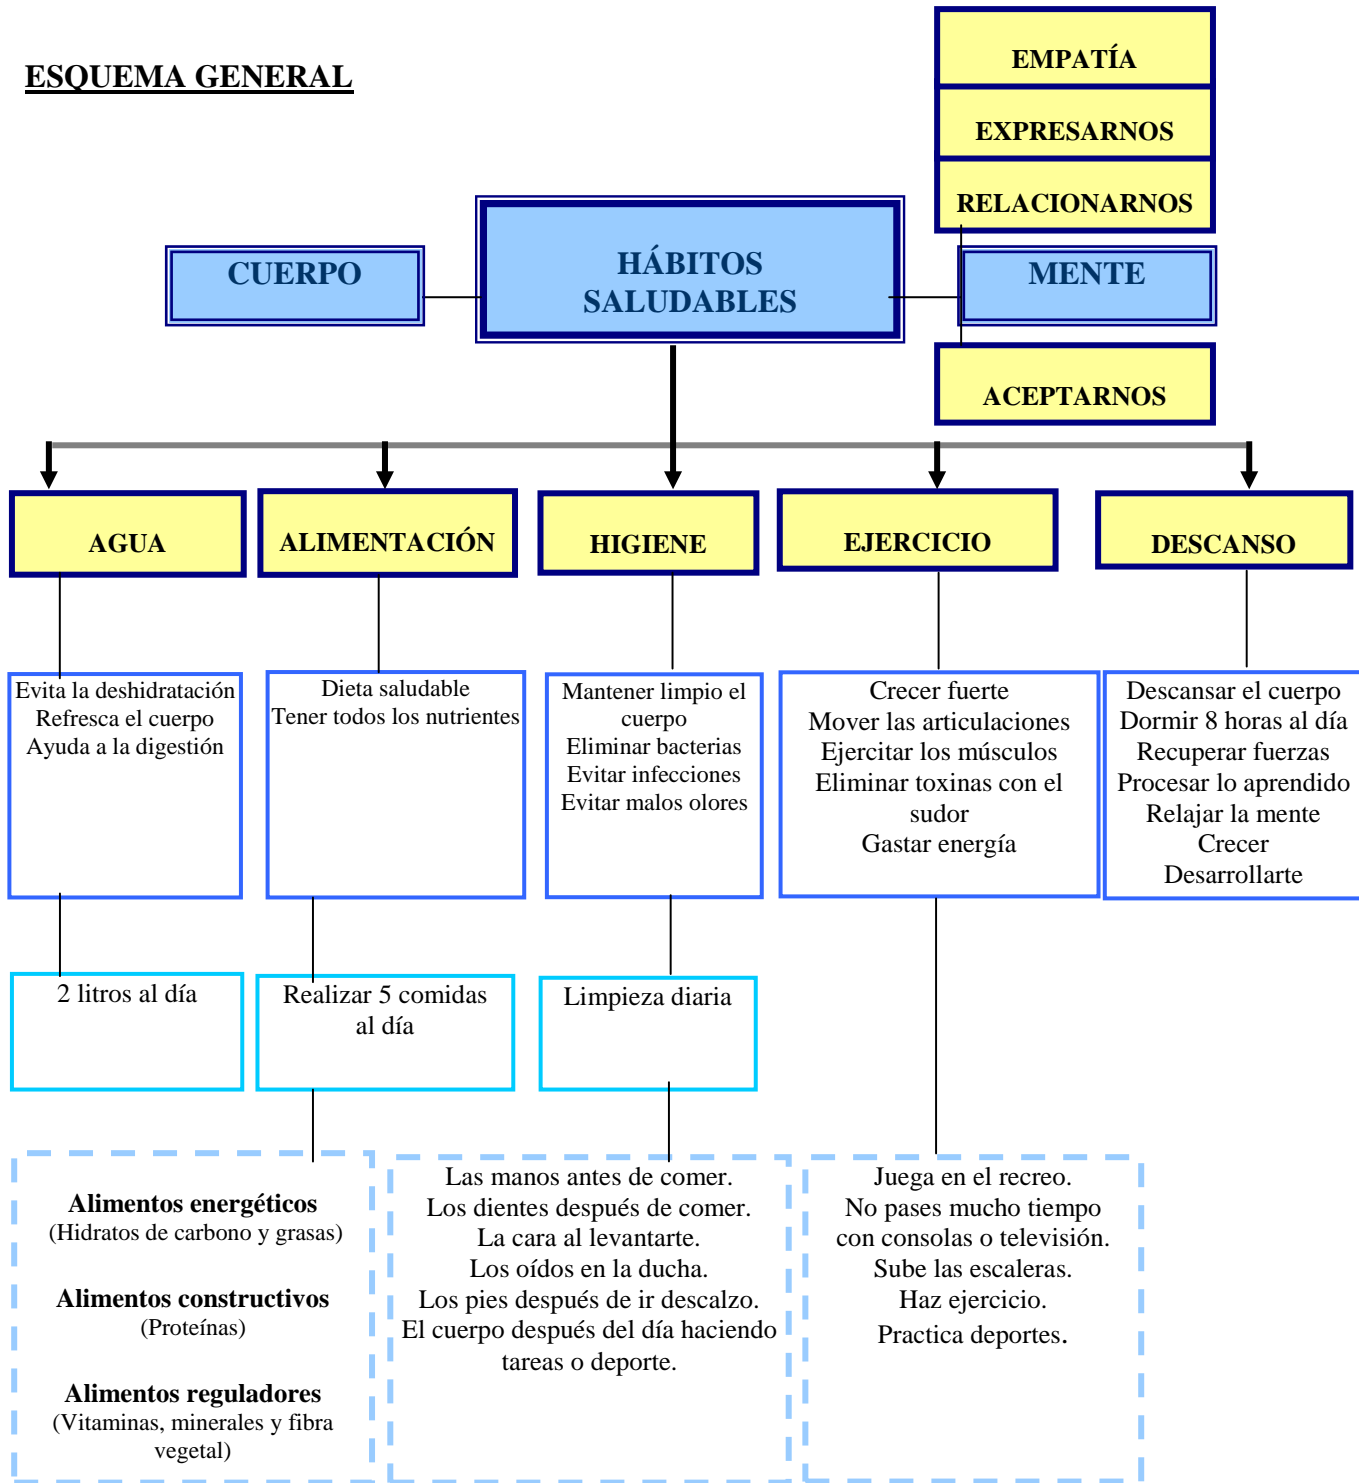 ESQUEMA GENERAL
EMPATÍA
EXPRESARNOS
RELACIONARNOS
CUERPO
HÁBITOS
SALUDABLES
MENTE
ACEPTARNOS
AGUA
ALIMENTACIÓN
HIGIENE
EJERCICIO
DESCANSO
Evita la deshidratación
Refresca el cuerpo
Ayuda a la digestión
Dieta saludable
Tener todos los nutrientes
Mantener limpio el
cuerpo
Eliminar bacterias
Evitar infecciones
Evitar malos olores
Crecer fuerte
Mover las articulaciones
Ejercitar los músculos
Eliminar toxinas con el
sudor
Gastar energía
Descansar el cuerpo
Dormir 8 horas al día
Recuperar fuerzas
Procesar lo aprendido
Relajar la mente
Crecer
Desarrollarte
2 litros al día
Realizar 5 comidas
al día
Limpieza diaria
Alimentos energéticos
(Hidratos de carbono y grasas)
Alimentos constructivos
(Proteínas)
Alimentos reguladores
(Vitaminas, minerales y fibra
vegetal)
Las manos antes de comer.
Los dientes después de comer.
La cara al levantarte.
Los oídos en la ducha.
Los pies después de ir descalzo.
El cuerpo después del día haciendo
tareas o deporte.
Juega en el recreo.
No pases mucho tiempo
con consolas o televisión.
Sube las escaleras.
Haz ejercicio.
Practica deportes.